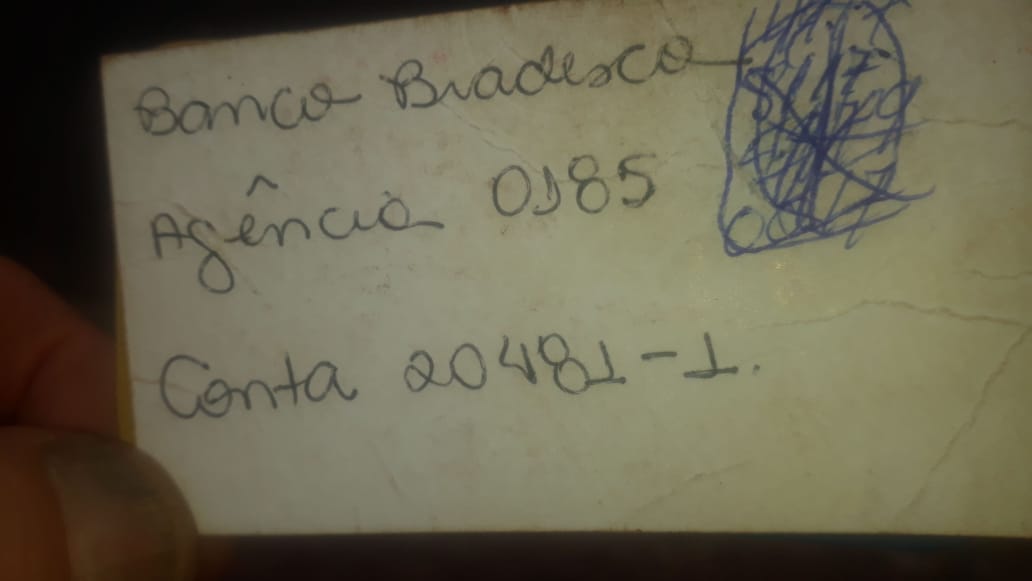 Banco Bradesco
Agência 0185
Conta 20481-1.